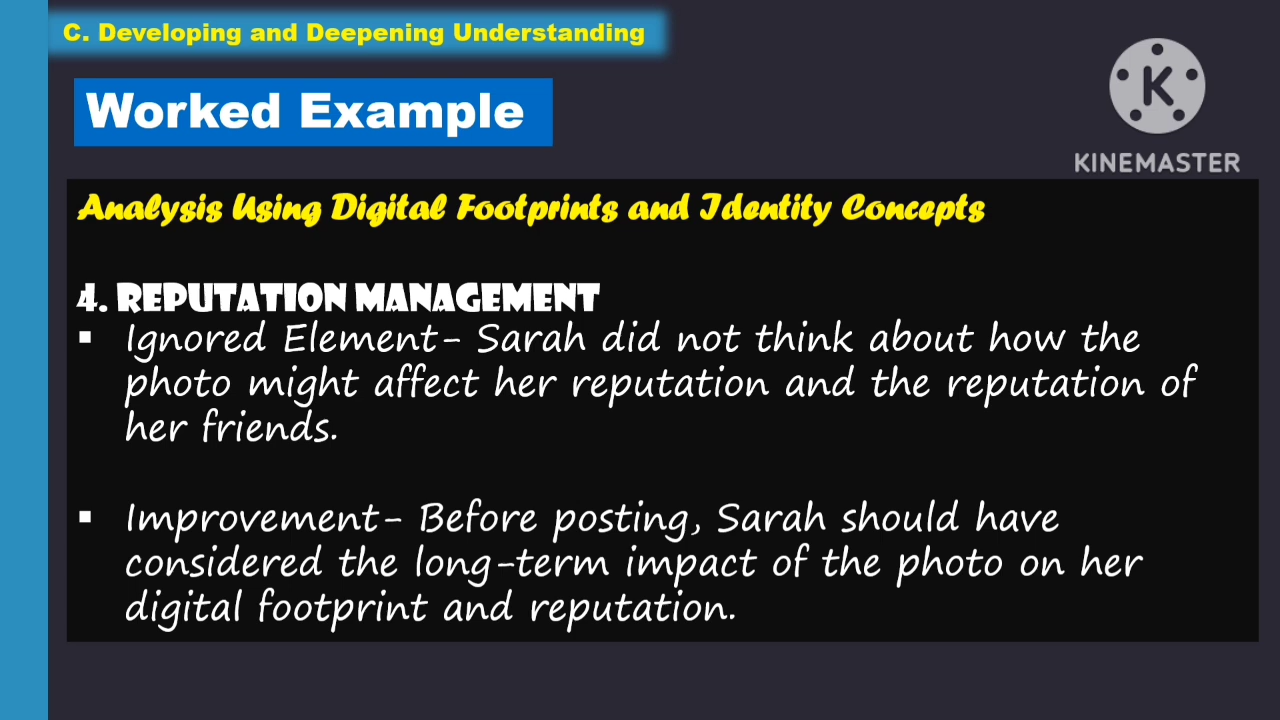 C. Developing and Deepening Understanding
Worked Example
K
KINEMASTER
Analysis Using Digital Footprints and Identity Concepts
4. REPUTATION MANAGEMENT
▪ Ignored Element- Sarah did not think about how the
photo might affect her reputation and the reputation of
her friends.
▪ Improvement- Before posting, Sarah should have
considered the long-term impact of the photo on her
digital footprint and reputation.